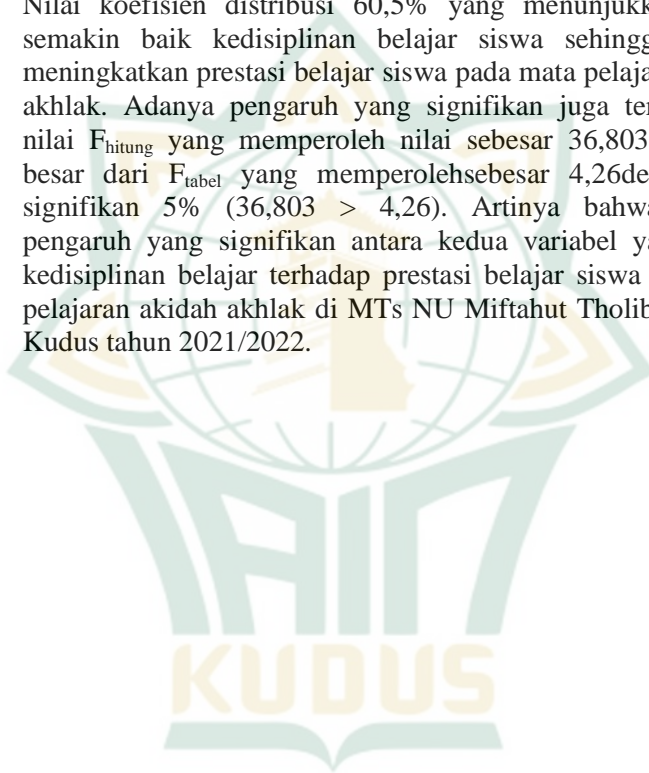 Nilai koefisien distribusi 60,5% yang menunjukk
semakin baik kedisiplinan belajar siswa sehingg
meningkatkan prestasi belajar siswa pada mata pelaja
akhlak. Adanya pengaruh yang signifikan juga ter
nilai Fhitung yang memperoleh nilai sebesar 36,803
besar dari Ftabel yang memperolehsebesar 4,26de
signifikan 5% (36,803 > 4,26). Artinya bahwa
pengaruh yang signifikan antara kedua variabel ya
kedisiplinan belajar terhadap prestasi belajar siswa
pelajaran akidah akhlak di MTs NU Miftahut Tholib
Kudus tahun 2021/2022.
IAIN
KUDUS